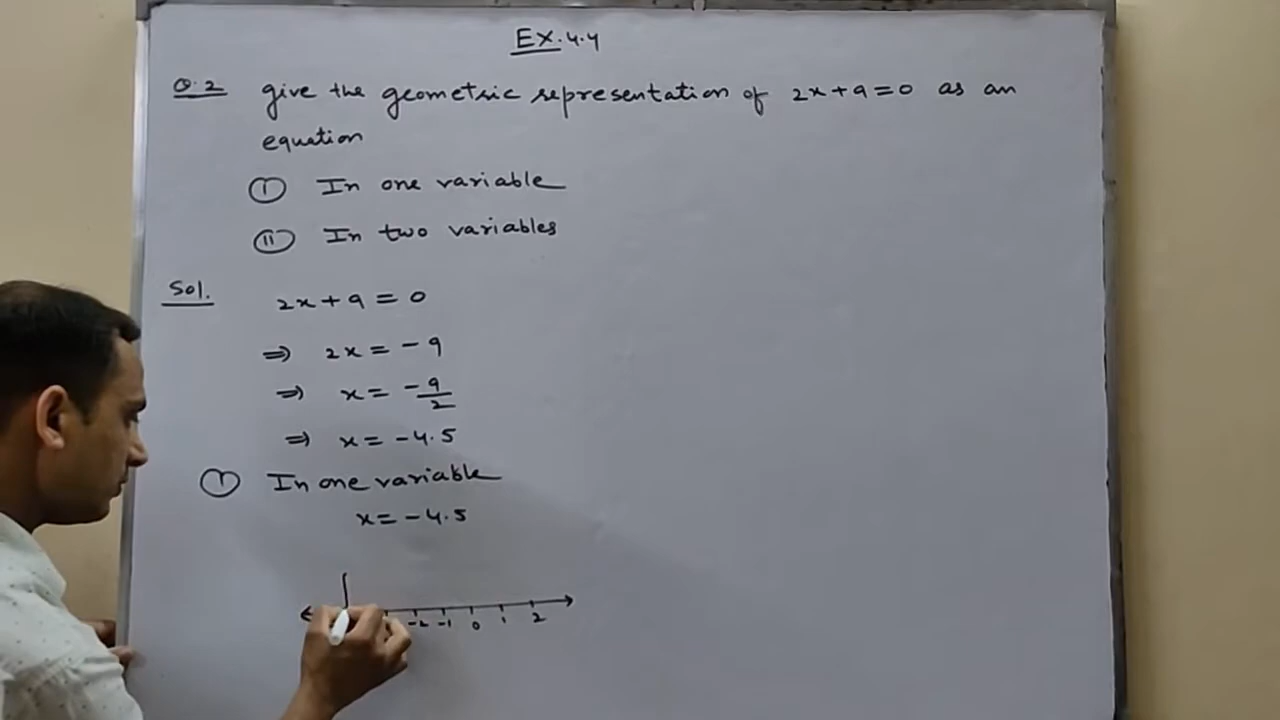 Ex. 4.4
Q.2 give the geometric representation of 2x+9=0 as an
equation
(I) In one variable
(II) In two variables
Sol. 2x+9=0
⇒ 2x=-9
⇒ x=-9/2
⇒ x=-4.5
(I) In one variable
x=-4.5
-2 -1 0 1 2